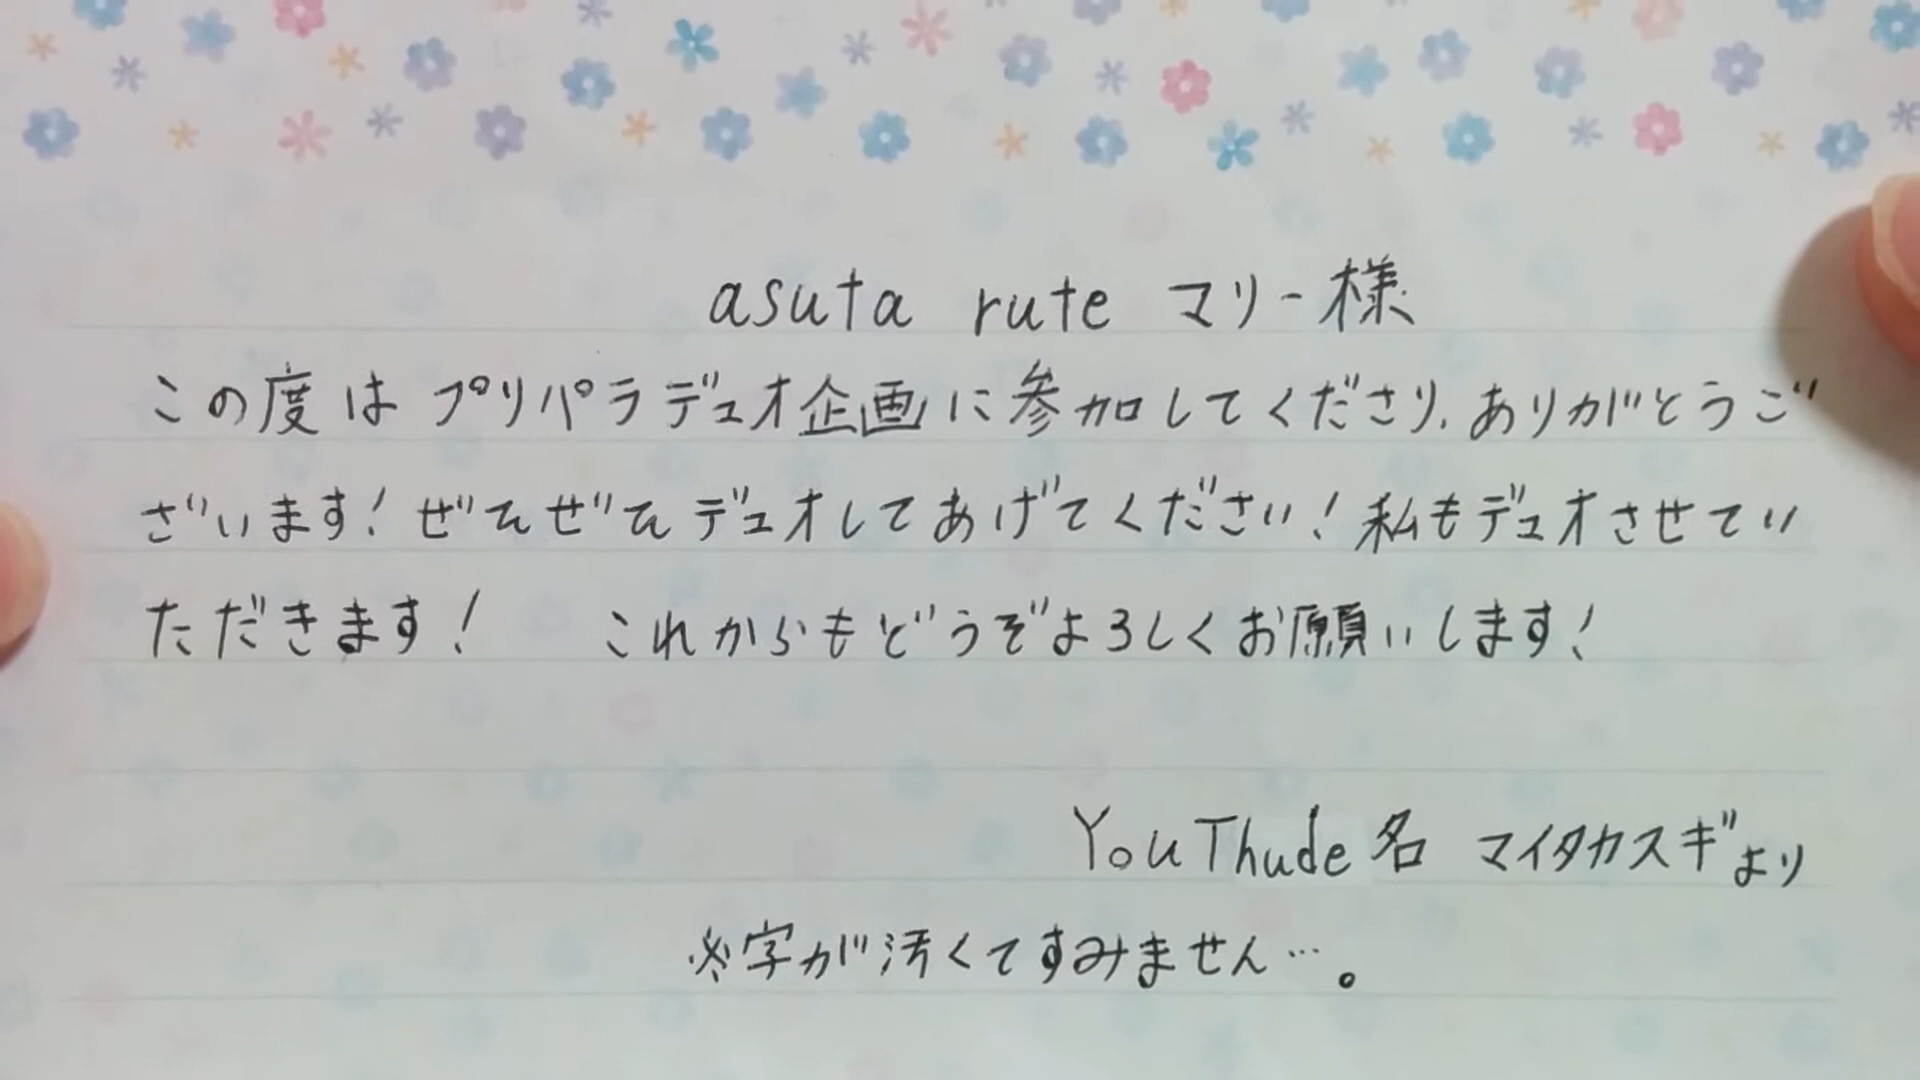 asuta rute マリー様
この度は プリパラデュオ企画に参加してくださり、ありがとうご
ざいます！ぜひぜひデュオしてあげてください！私もデュオさせてい
ただきます！ これからもどうぞよろしくお願いします！
YouThude名 マイタカスギより
※字が汚くてすみません…。